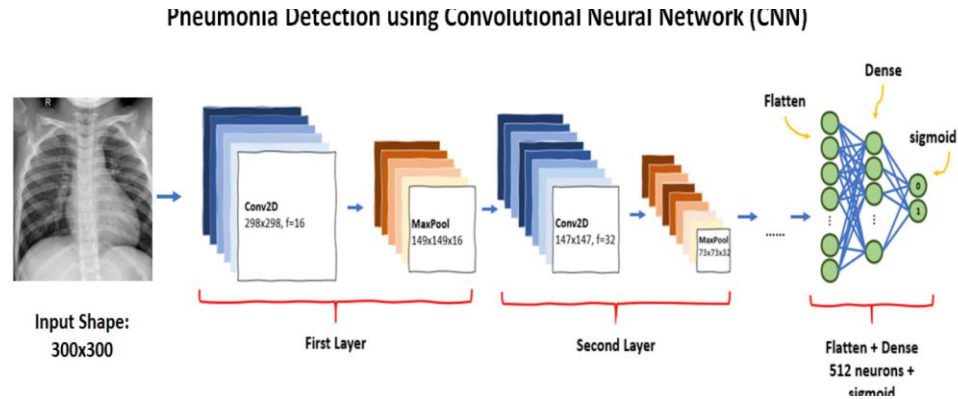 Pneumonia Detection using Convolutional Neural Network (CNN)
R
Conv2D
298x298, f=16
MaxPool
149x149x16
Conv2D
147x147, f=32
MaxPool
73x73x32
......
Flatten
Dense
sigmoid
0
1
Input Shape:
300x300
First Layer
Second Layer
Flatten + Dense
512 neurons +
sigmoid